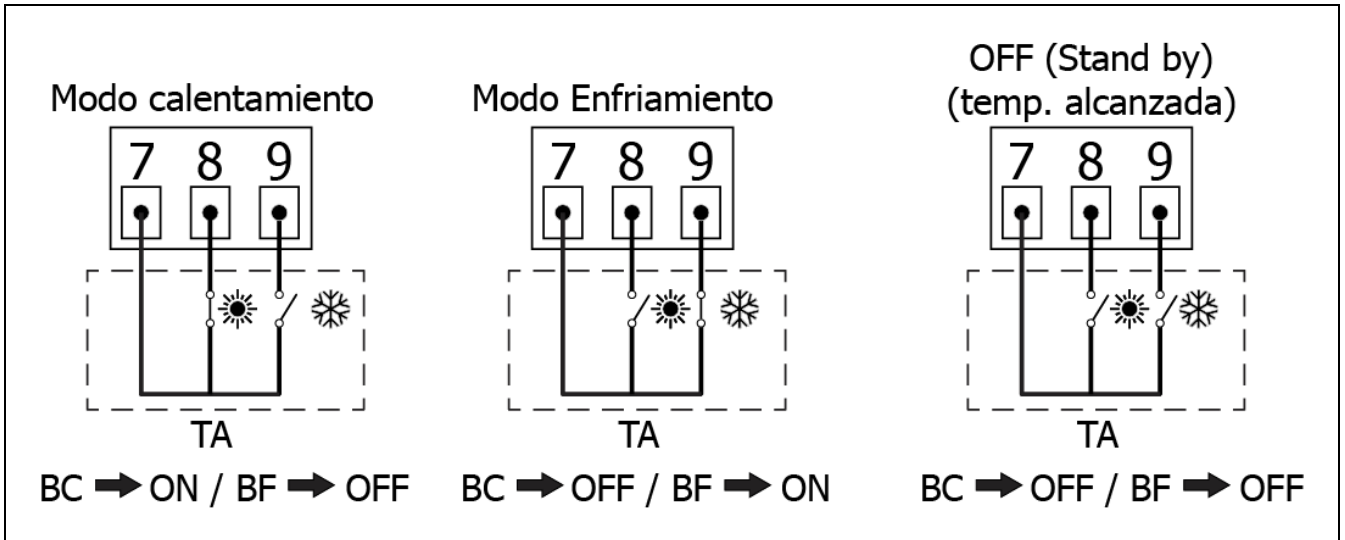 Modo calentamiento
7 8 9
TA
BC ➡ ON / BF ➡ OFF
Modo Enfriamiento
7 8 9
TA
BC ➡ OFF / BF ➡ ON
OFF (Stand by)
(temp. alcanzada)
7 8 9
TA
BC ➡ OFF / BF ➡ OFF